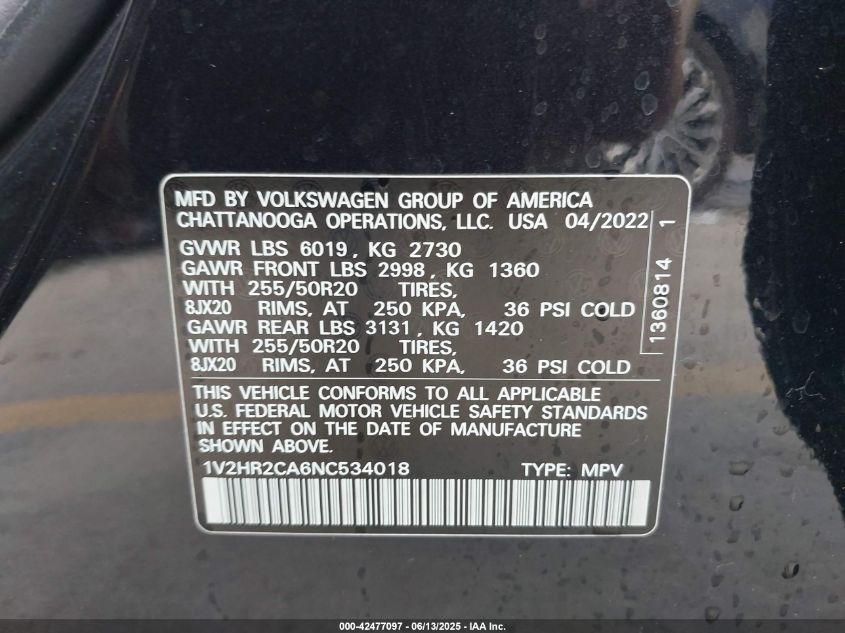 MFD BY VOLKSWAGEN GROUP OF AMERICA
CHATTANOOGA OPERATIONS, LLC. USA 04/2022
GVWR LBS 6019, KG 2730
GAWR FRONT LBS 2998, KG 1360
WITH 255/50R20 TIRES,
8JX20 RIMS, AT 250 KPA, 36 PSI COLD
GAWR REAR LBS 3131, KG 1420
WITH 255/50R20 TIRES,
8JX20 RIMS, AT 250 KPA, 36 PSI COLD
1360814 1
THIS VEHICLE CONFORMS TO ALL APPLICABLE
U.S. FEDERAL MOTOR VEHICLE SAFETY STANDARDS
IN EFFECT ON THE DATE OF MANUFACTURE
SHOWN ABOVE.
1V2HR2CA6NC534018 TYPE: MPV
000-42477097 - 06/13/2025 - IAA Inc.